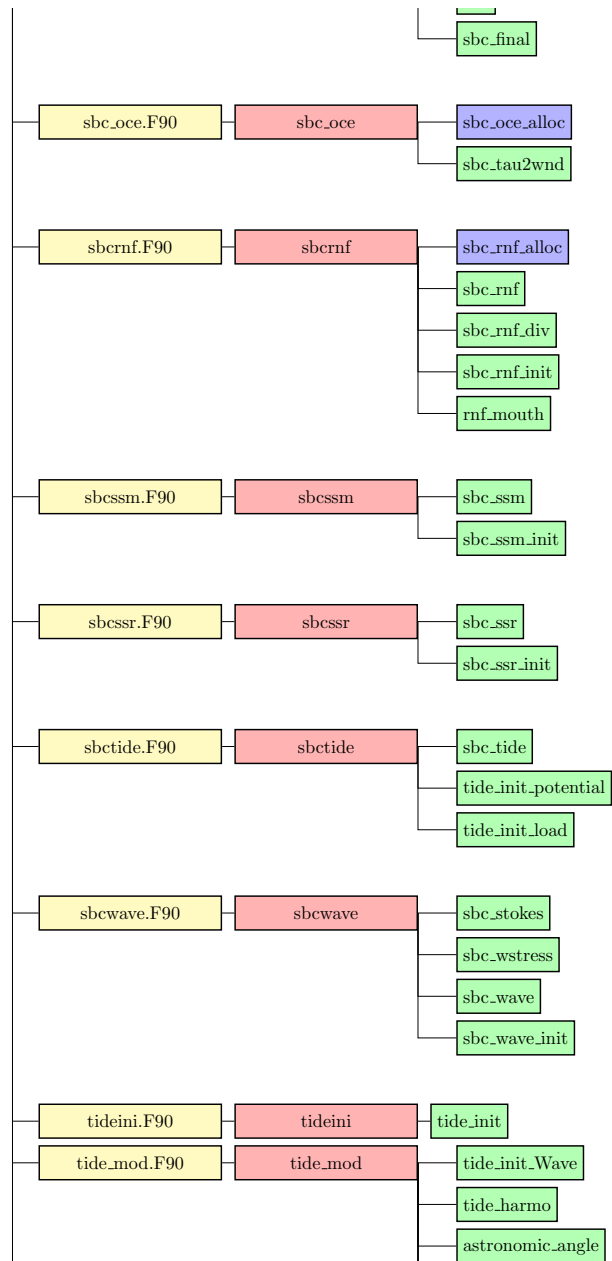 sbc_final
sbc_oce.F90 sbc_oce sbc_oce_alloc
sbc_tau2wnd
sbcrnf.F90 sbcrnf sbc_rnf_alloc
sbc_rnf
sbc_rnf_div
sbc_rnf_init
rnf_mouth
sbcssm.F90 sbcssm sbc_ssm
sbc_ssm_init
sbcssr.F90 sbcssr sbc_ssr
sbc_ssr_init
sbctide.F90 sbctide sbc_tide
tide_init_potential
tide_init_load
sbcwave.F90 sbcwave sbc_stokes
sbc_wstress
sbc_wave
sbc_wave_init
tideini.F90 tideini tide_init
tide_mod.F90 tide_mod tide_init_Wave
tide_harmo
astronomic_angle